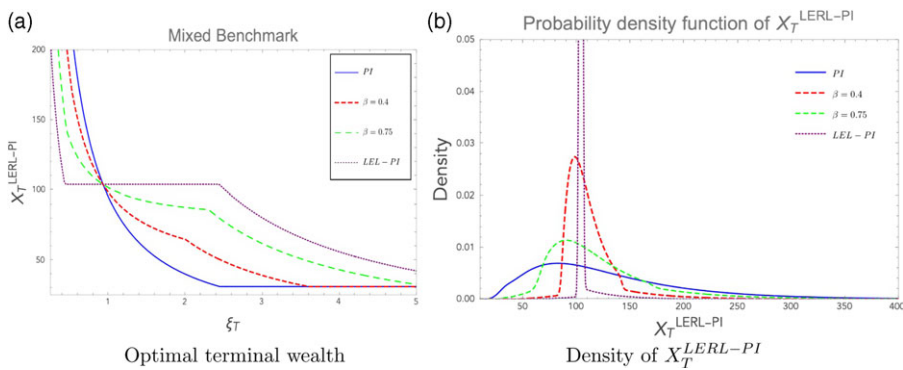 (a)
Mixed Benchmark
200
150
100
50
X_T^LERL-PI
PI
β = 0.4
β = 0.75
LEL - PI
1
2
3
4
5
ξ_T
Optimal terminal wealth
(b)
Probability density function of X_T^LERL-PI
0.05
0.04
0.03
0.02
0.01
0.00
Density
PI
β = 0.4
β = 0.75
LEL - PI
50
100
150
200
250
300
350
400
X_T^LERL-PI
Density of X_T^LERL-PI